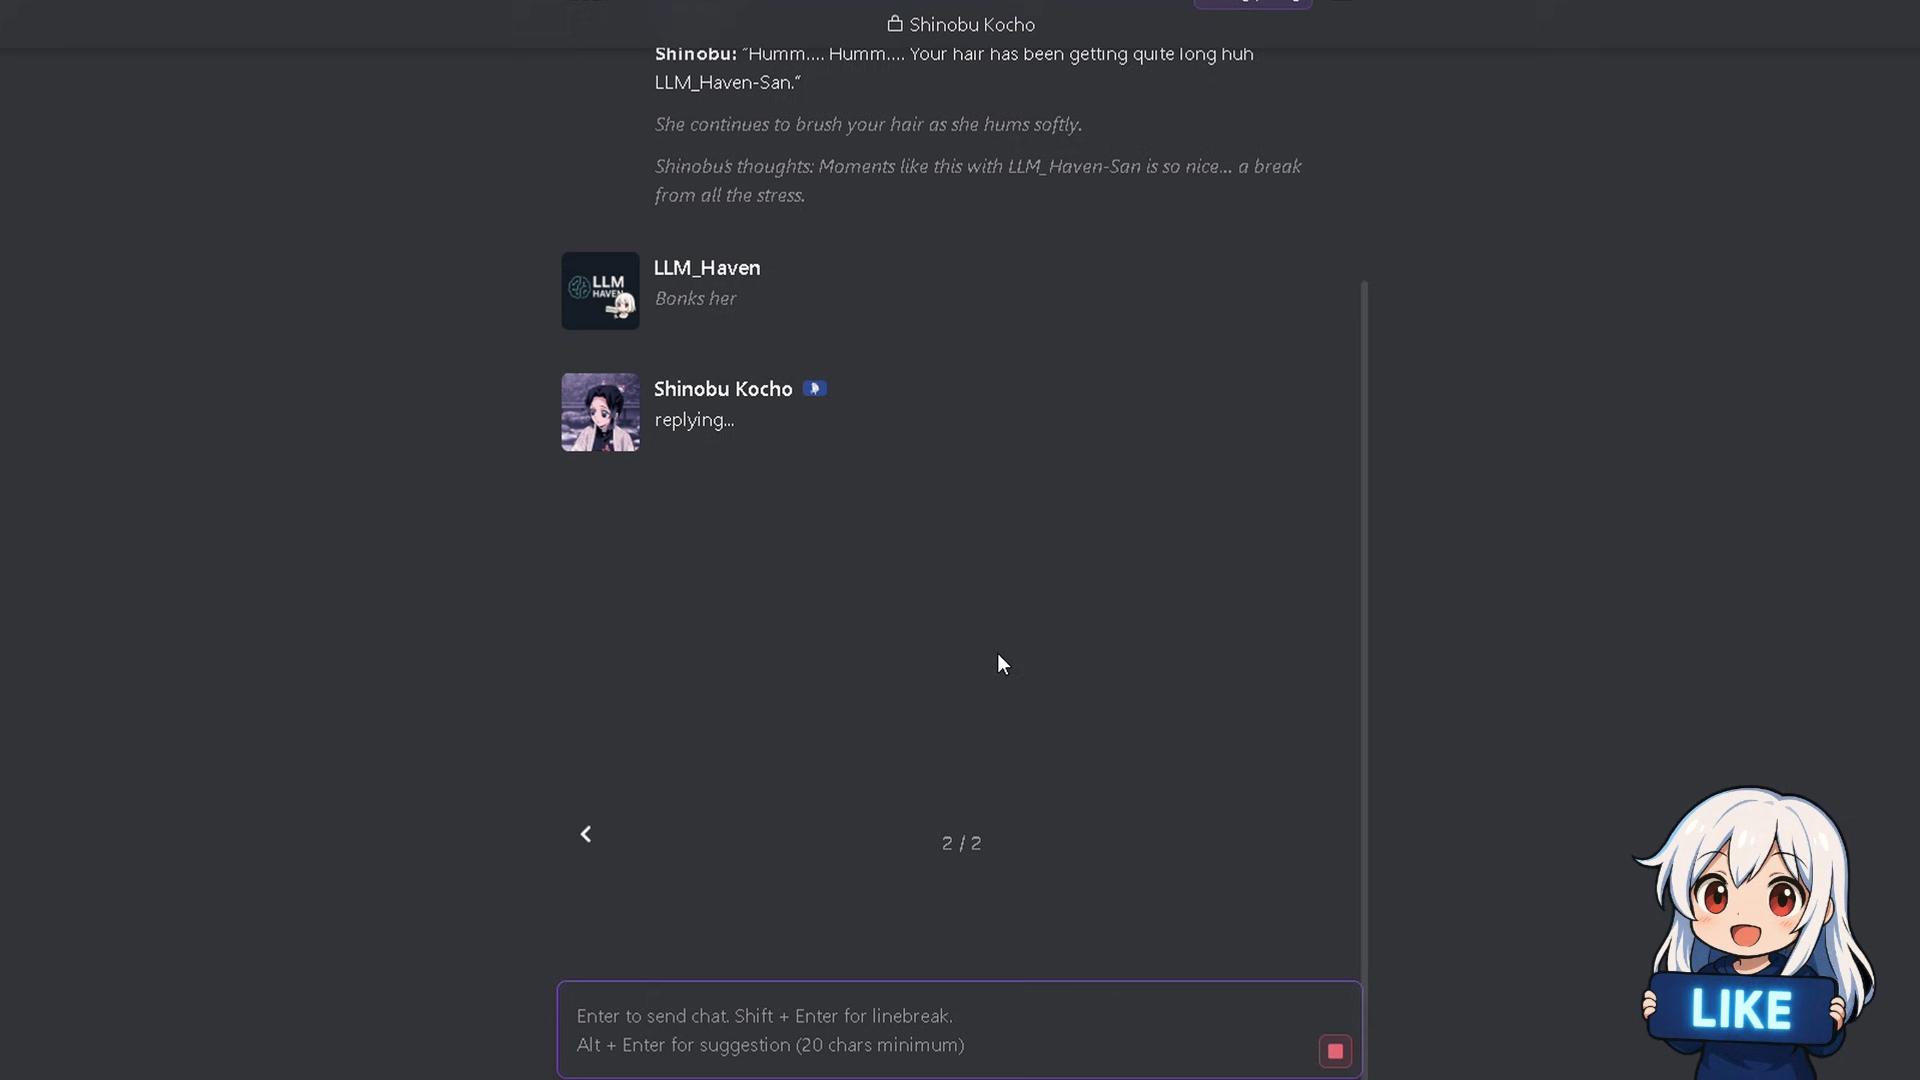 Shinobu Kocho
Shinobu: "Humm.... Humm.... Your hair has been getting quite long huh
LLM_Haven-San."
She continues to brush your hair as she hums softly.
Shinobu's thoughts: Moments like this with LLM_Haven-San is so nice... a break
from all the stress.
LLM_Haven
LLM
HAVEN
Bonks her
Shinobu Kocho
replying...
2 / 2
Enter to send chat. Shift + Enter for linebreak.
Alt + Enter for suggestion (20 chars minimum)
LIKE